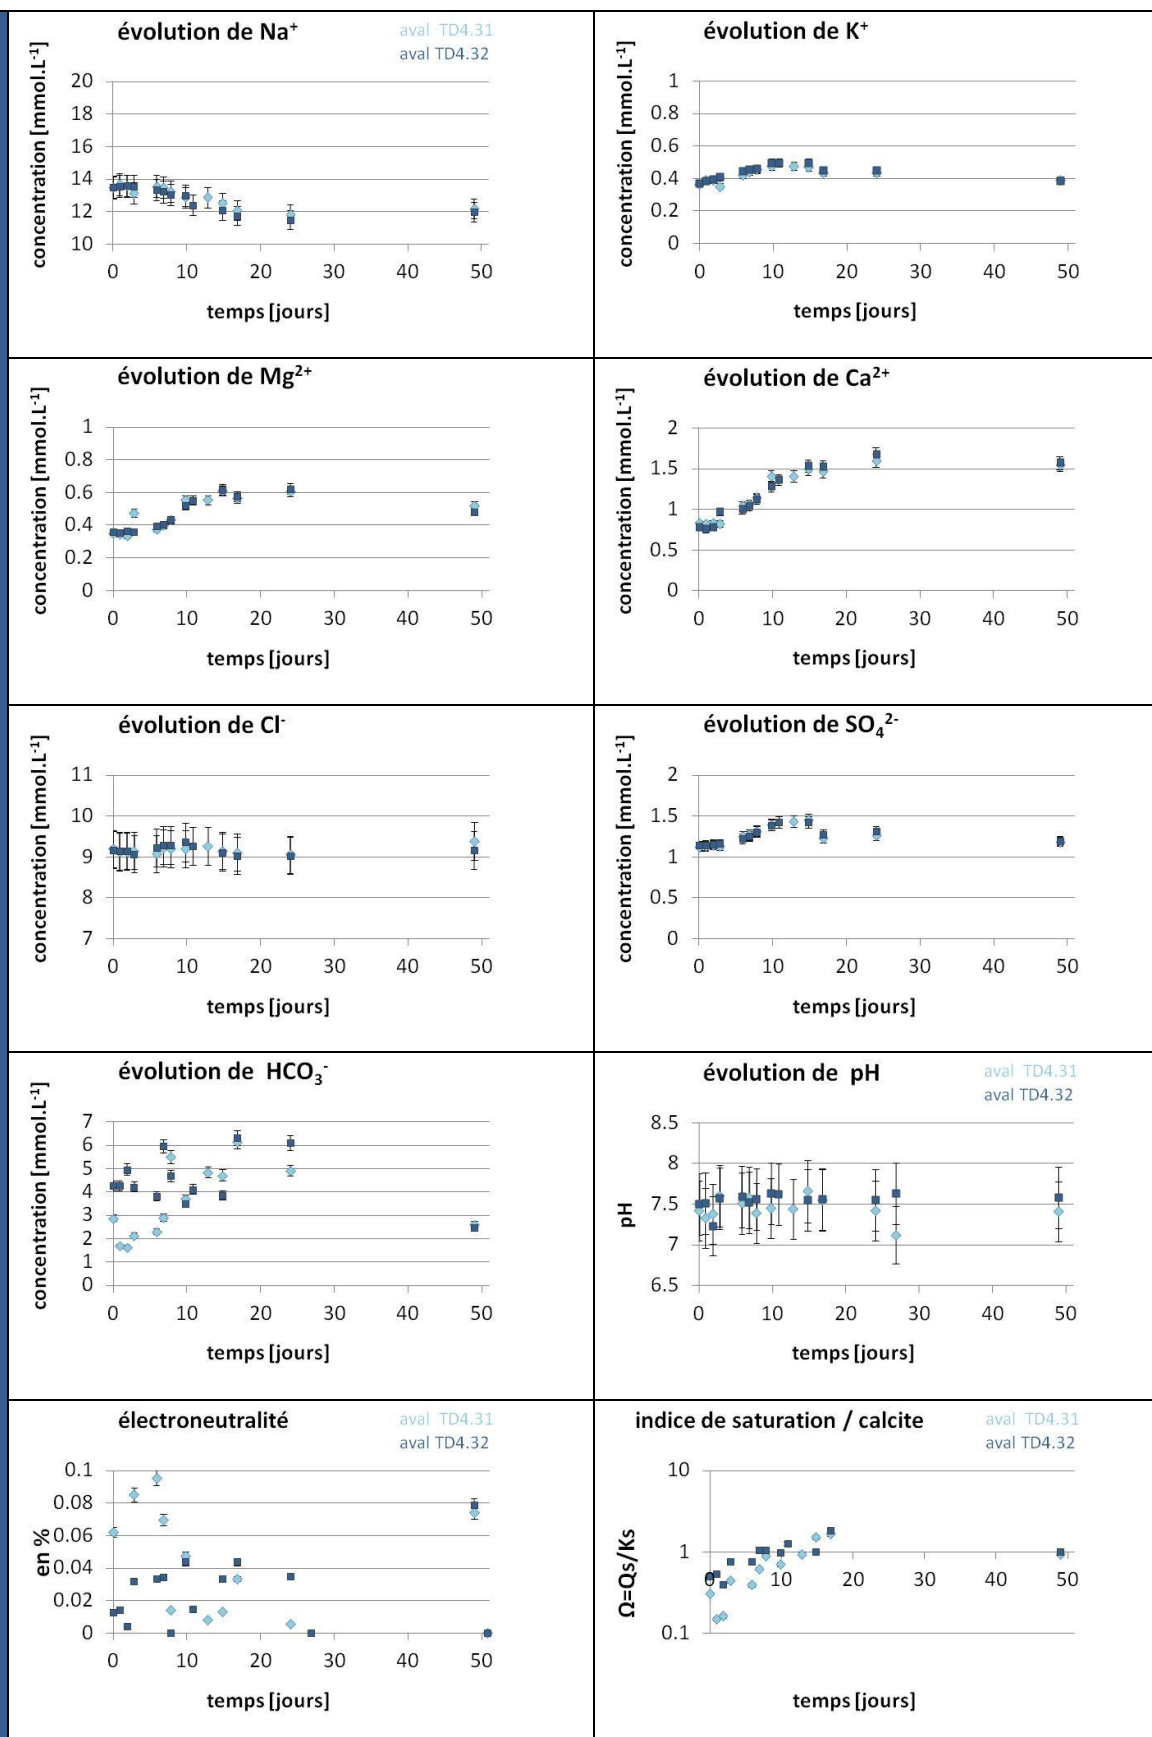 évolution de Na⁺
aval TD4.31
aval TD4.32
concentration [mmol.L⁻¹]
20
18
16
14
12
10
0 10 20 30 40 50
temps [jours]
évolution de K⁺
concentration [mmol.L⁻¹]
1
0.8
0.6
0.4
0.2
0
0 10 20 30 40 50
temps [jours]
évolution de Mg²⁺
concentration [mmol.L⁻¹]
1
0.8
0.6
0.4
0.2
0
0 10 20 30 40 50
temps [jours]
évolution de Ca²⁺
concentration [mmol.L⁻¹]
2
1.5
1
0.5
0
0 10 20 30 40 50
temps [jours]
évolution de Cl⁻
concentration [mmol.L⁻¹]
11
10
9
8
7
0 10 20 30 40 50
temps [jours]
évolution de SO₄²⁻
concentration [mmol.L⁻¹]
2
1.5
1
0.5
0
0 10 20 30 40 50
temps [jours]
évolution de HCO₃⁻
concentration [mmol.L⁻¹]
7
6
5
4
3
2
1
0
0 10 20 30 40 50
temps [jours]
évolution de pH
aval TD4.31
aval TD4.32
pH
8.5
8
7.5
7
6.5
0 10 20 30 40 50
temps [jours]
électroneutralité
aval TD4.31
aval TD4.32
en %
0.1
0.08
0.06
0.04
0.02
0
0 10 20 30 40 50
temps [jours]
indice de saturation / calcite
aval TD4.31
aval TD4.32
Ω=Qs/Ks
10
1
0.1
0 10 20 30 40 50
temps [jours]